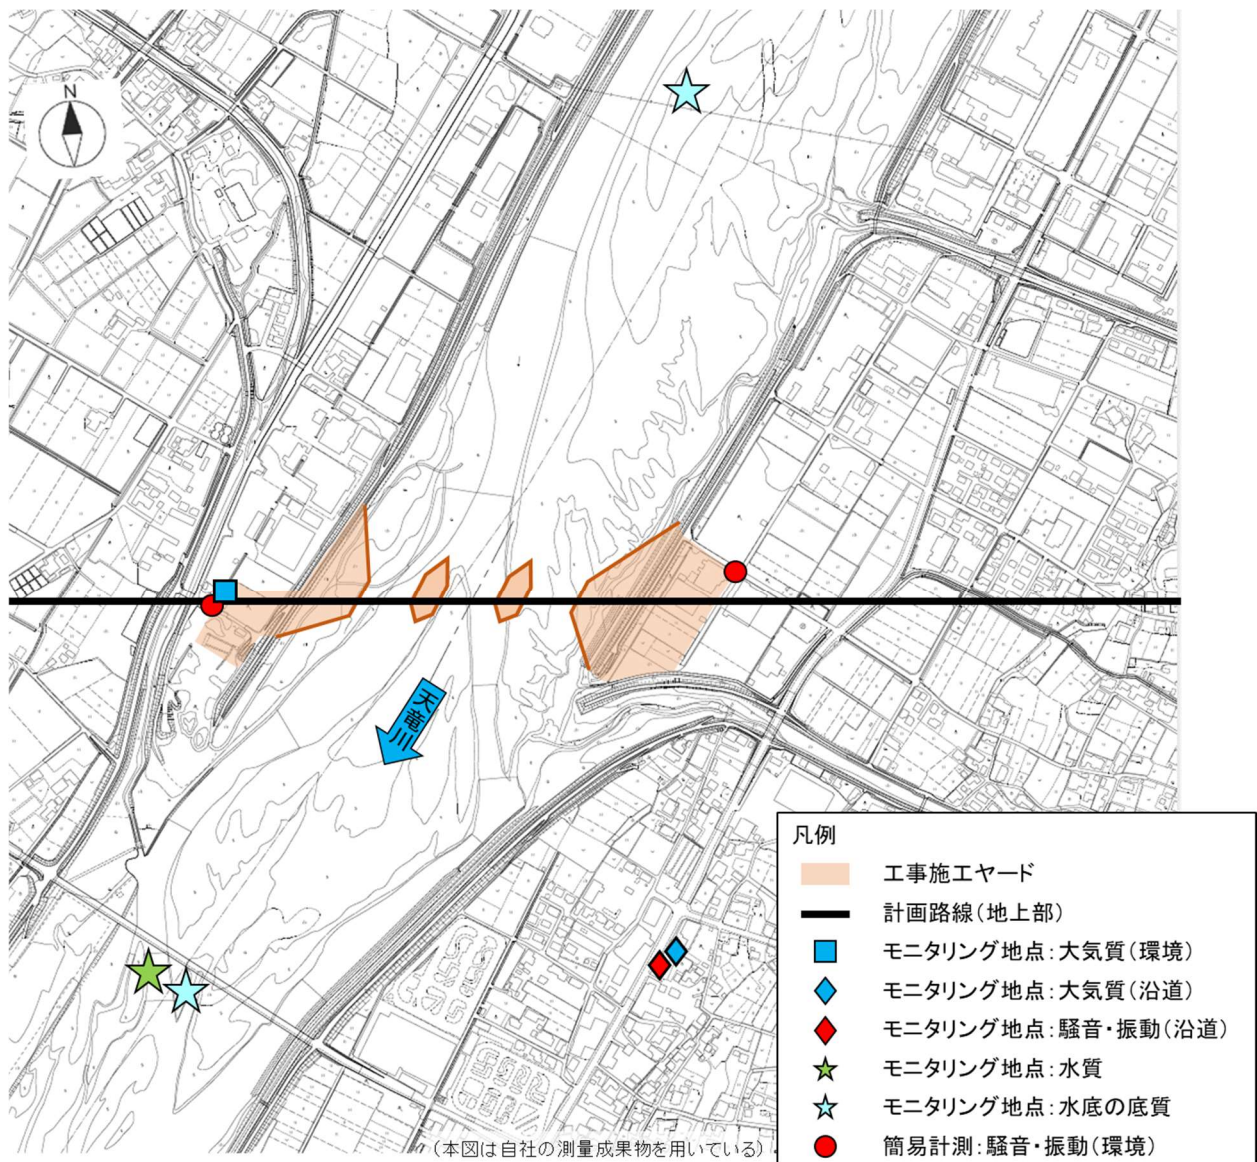 N
天竜川
凡例
工事施工ヤード
計画路線(地上部)
モニタリング地点:大気質(環境)
モニタリング地点:大気質(沿道)
モニタリング地点:騒音・振動(沿道)
モニタリング地点:水質
モニタリング地点:水底の底質
簡易計測:騒音・振動(環境)
(本図は自社の測量成果物を用いている)